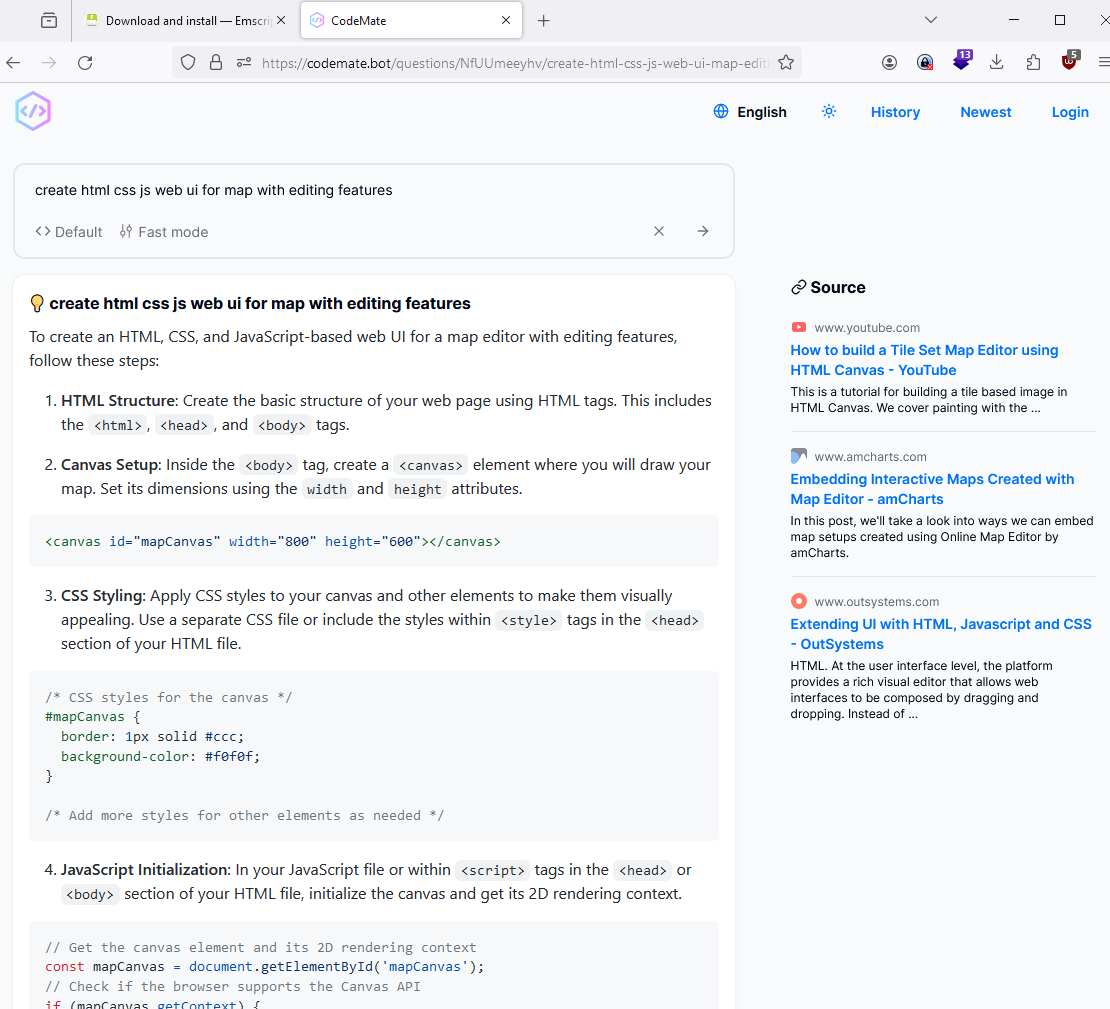 Download and install — Emscrip
CodeMate
https://codemate.bot/questions/NfUUmeeyhv/create-html-css-js-web-ui-map-edit
13
5
English
History
Newest
Login
create html css js web ui for map with editing features
Default
Fast mode
create html css js web ui for map with editing features
To create an HTML, CSS, and JavaScript-based web UI for a map editor with editing features,
follow these steps:
1. HTML Structure: Create the basic structure of your web page using HTML tags. This includes
the <html>, <head>, and <body> tags.
2. Canvas Setup: Inside the <body> tag, create a <canvas> element where you will draw your
map. Set its dimensions using the width and height attributes.
<canvas id="mapCanvas" width="800" height="600"></canvas>
3. CSS Styling: Apply CSS styles to your canvas and other elements to make them visually
appealing. Use a separate CSS file or include the styles within <style> tags in the <head>
section of your HTML file.
/* CSS styles for the canvas */
#mapCanvas {
  border: 1px solid #ccc;
  background-color: #f0f0f;
}
/* Add more styles for other elements as needed */
4. JavaScript Initialization: In your JavaScript file or within <script> tags in the <head> or
<body> section of your HTML file, initialize the canvas and get its 2D rendering context.
// Get the canvas element and its 2D rendering context
const mapCanvas = document.getElementById('mapCanvas');
// Check if the browser supports the Canvas API
if (mapCanvas.getContext) {
Source
www.youtube.com
How to build a Tile Set Map Editor using
HTML Canvas - YouTube
This is a tutorial for building a tile based image in
HTML Canvas. We cover painting with the ...
www.amcharts.com
Embedding Interactive Maps Created with
Map Editor - amCharts
In this post, we'll take a look into ways we can embed
map setups created using Online Map Editor by
amCharts.
www.outsystems.com
Extending UI with HTML, Javascript and CSS
- OutSystems
HTML. At the user interface level, the platform
provides a rich visual editor that allows web
interfaces to be composed by dragging and
dropping. Instead of ...